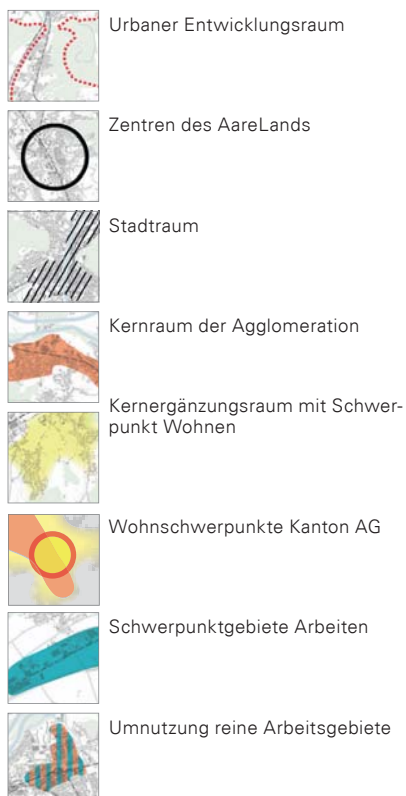 Urbaner Entwicklungsraum
Zentren des AareLands
Stadtraum
Kernraum der Agglomeration
Kernergänzungsraum mit Schwer-
punkt Wohnen
Wohnschwerpunkte Kanton AG
Schwerpunktgebiete Arbeiten
Umnutzung reine Arbeitsgebiete